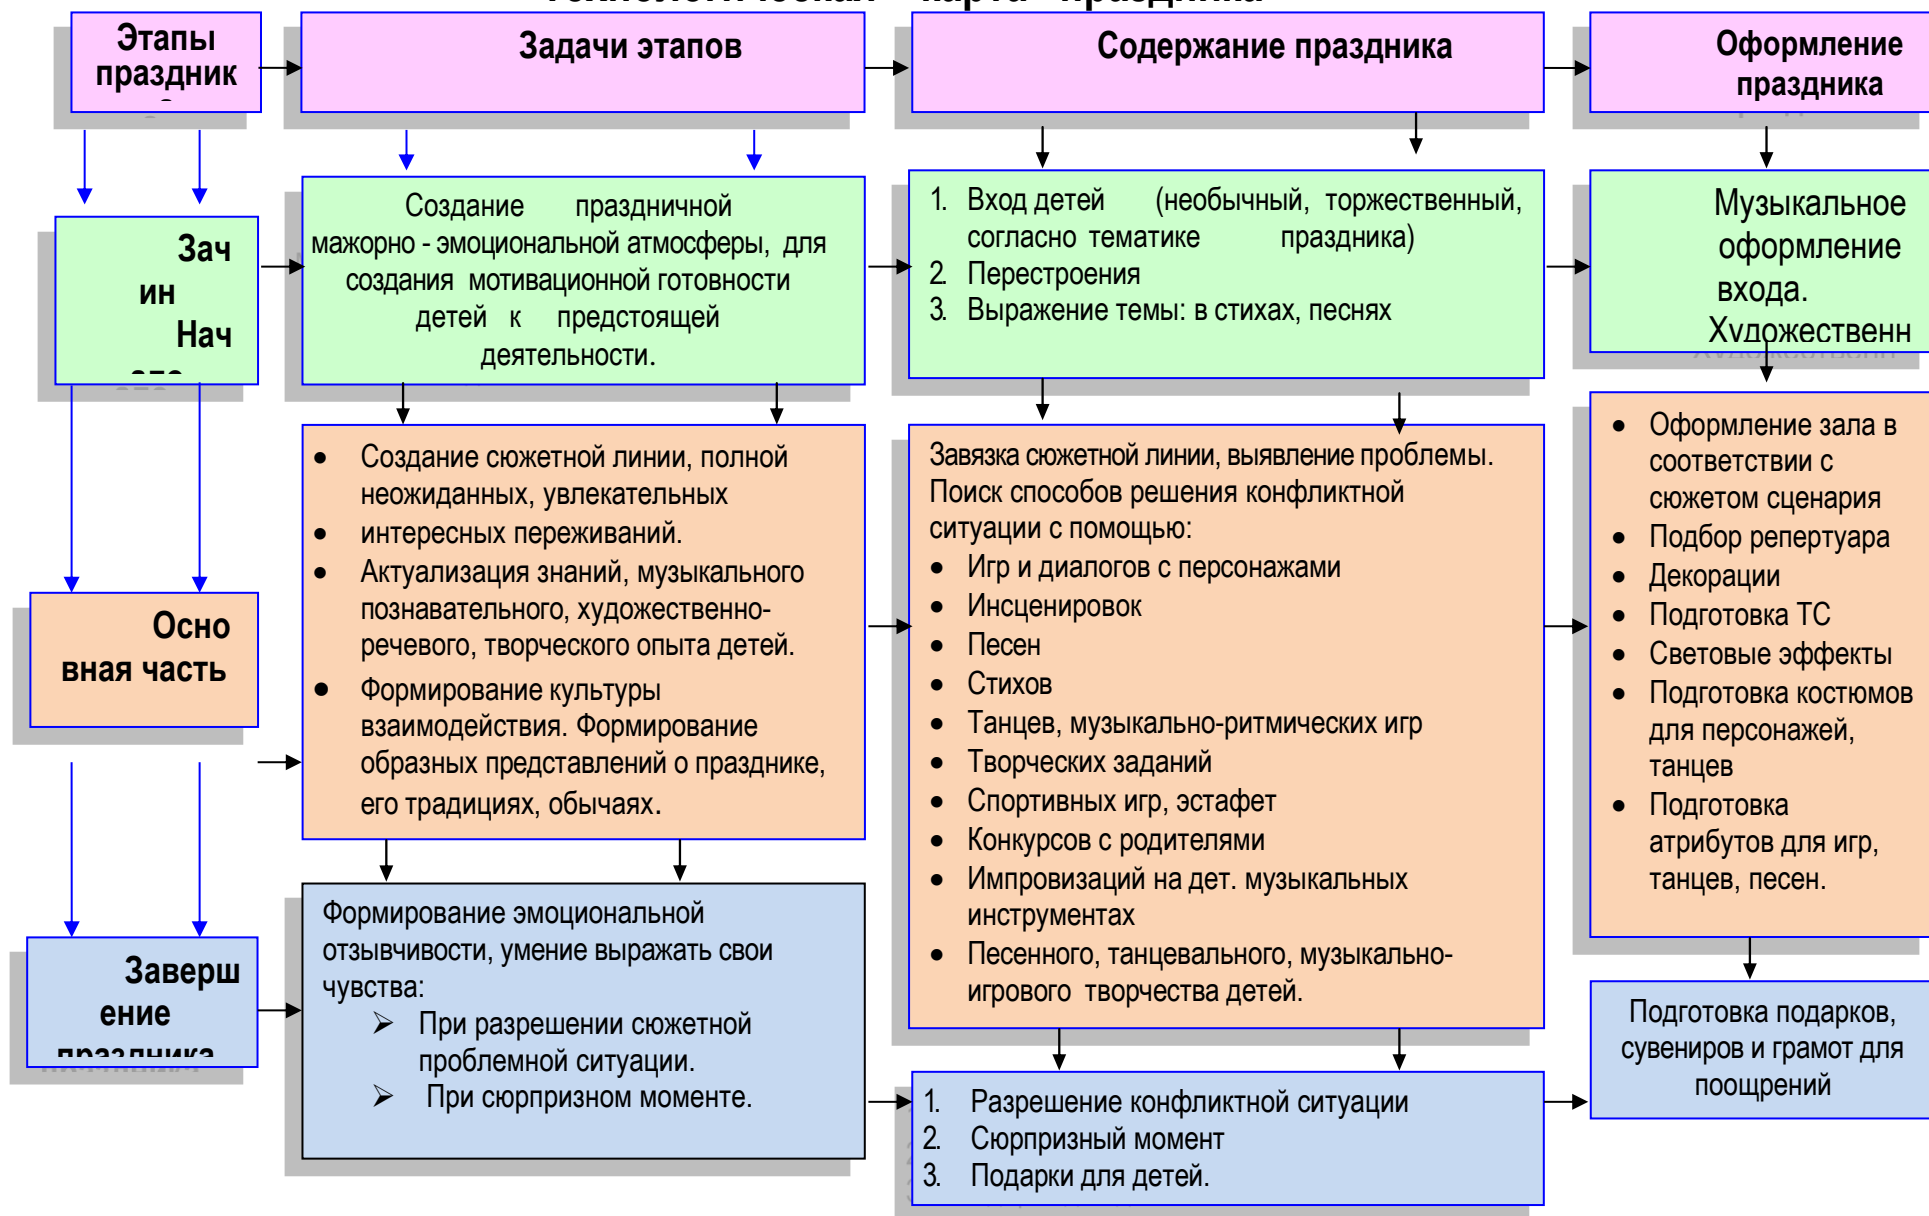 карта праздника
Этапы
праздник
Задачи этапов
Содержание праздника
Оформление
праздника
Зач
ин
Нач
Создание праздничной
мажорно - эмоциональной атмосферы, для
создания мотивационной готовности
детей к предстоящей
деятельности.
1. Вход детей (необычный, торжественный,
согласно тематике праздника)
2. Перестроения
3. Выражение темы: в стихах, песнях
Музыкальное
оформление
входа.
Художественн
Осно
вная часть
• Создание сюжетной линии, полной
неожиданных, увлекательных
• интересных переживаний.
• Актуализация знаний, музыкального
познавательного, художественно-
речевого, творческого опыта детей.
• Формирование культуры
взаимодействия. Формирование
образных представлений о празднике,
его традициях, обычаях.
Завязка сюжетной линии, выявление проблемы.
Поиск способов решения конфликтной
ситуации с помощью:
• Игр и диалогов с персонажами
• Инсценировок
• Песен
• Стихов
• Танцев, музыкально-ритмических игр
• Творческих заданий
• Спортивных игр, эстафет
• Конкурсов с родителями
• Импровизаций на дет. музыкальных
инструментах
• Песенного, танцевального, музыкально-
игрового творчества детей.
• Оформление зала в
соответствии с
сюжетом сценария
• Подбор репертуара
• Декорации
• Подготовка ТС
• Световые эффекты
• Подготовка костюмов
для персонажей,
танцев
• Подготовка
атрибутов для игр,
танцев, песен.
Заверш
ение
праздника
Формирование эмоциональной
отзывчивости, умение выражать свои
чувства:
➢ При разрешении сюжетной
проблемной ситуации.
➢ При сюрпризном моменте.
1. Разрешение конфликтной ситуации
2. Сюрпризный момент
3. Подарки для детей.
Подготовка подарков,
сувениров и грамот для
поощрений